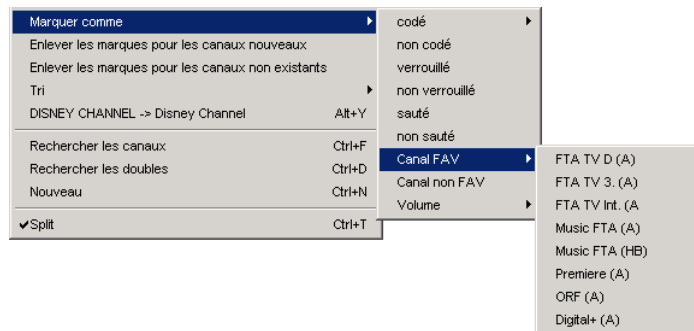 Marquer comme
Enlever les marques pour les canaux nouveaux
Enlever les marques pour les canaux non existants
Tri
DISNEY CHANNEL -> Disney Channel Alt+Y
Rechercher les canaux Ctrl+F
Rechercher les doubles Ctrl+D
Nouveau Ctrl+N
✔Split Ctrl+T
codé
non codé
verrouillé
non verrouillé
sauté
non sauté
Canal FAV
Canal non FAV
Volume
FTA TV D (A)
FTA TV 3. (A)
FTA TV Int. (A
Music FTA (A)
Music FTA (HB)
Premiere (A)
ORF (A)
Digital+ (A)